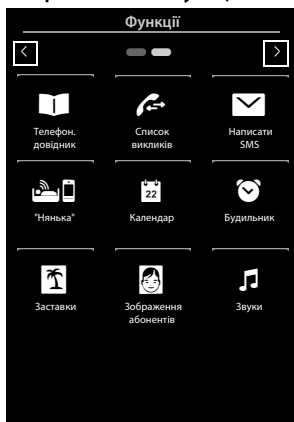 Функції
Телефон.
довідник
Список
викликів
Написати
SMS
"Нянька"
22
Календар
Будильник
Заставки
Зображення
абонентів
Звуки